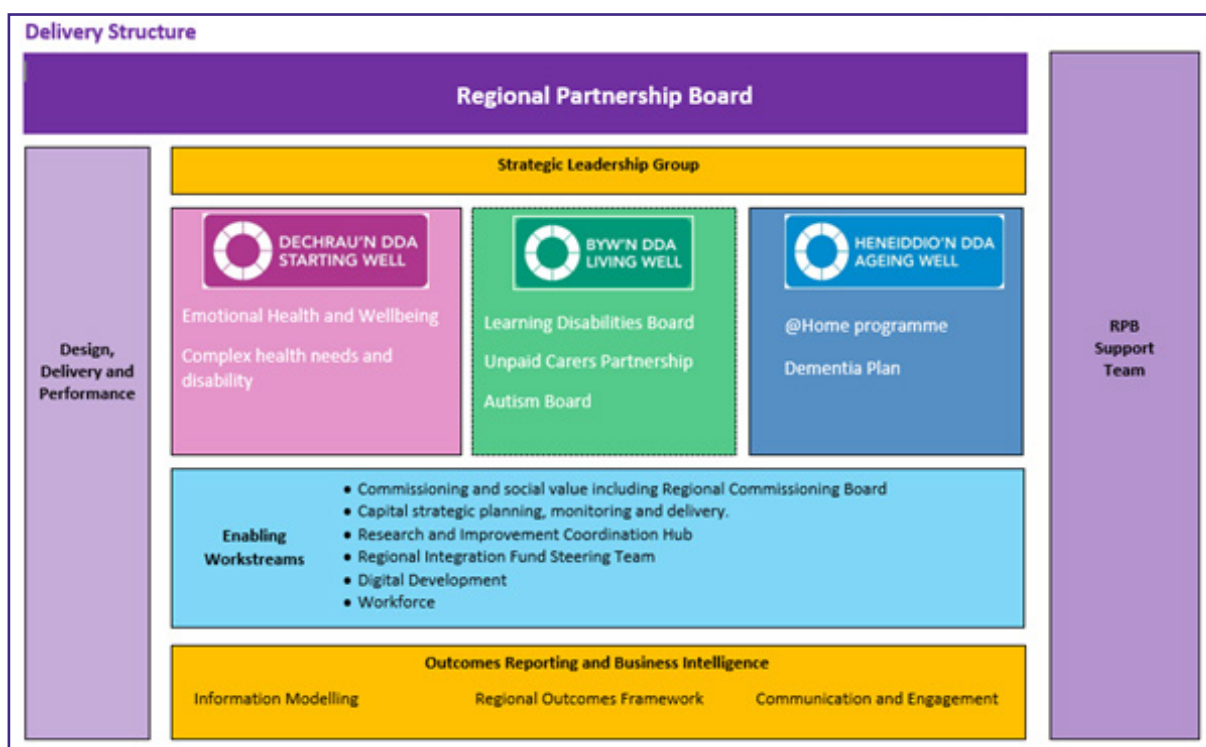 Delivery Structure
Regional Partnership Board
Strategic Leadership Group
DECHRAU'N DDA
STARTING WELL
Emotional Health and Wellbeing
Complex health needs and
disability
BYW'N DDA
LIVING WELL
Learning Disabilities Board
Unpaid Carers Partnership
Autism Board
HENEIDDIO'N DDA
AGEING WELL
@Home programme
Dementia Plan
Design,
Delivery and
Performance
RPB
Support
Team
Enabling
Workstreams
• Commissioning and social value including Regional Commissioning Board
• Capital strategic planning, monitoring and delivery.
• Research and Improvement Coordination Hub
• Regional Integration Fund Steering Team
• Digital Development
• Workforce
Outcomes Reporting and Business Intelligence
Information Modelling
Regional Outcomes Framework
Communication and Engagement